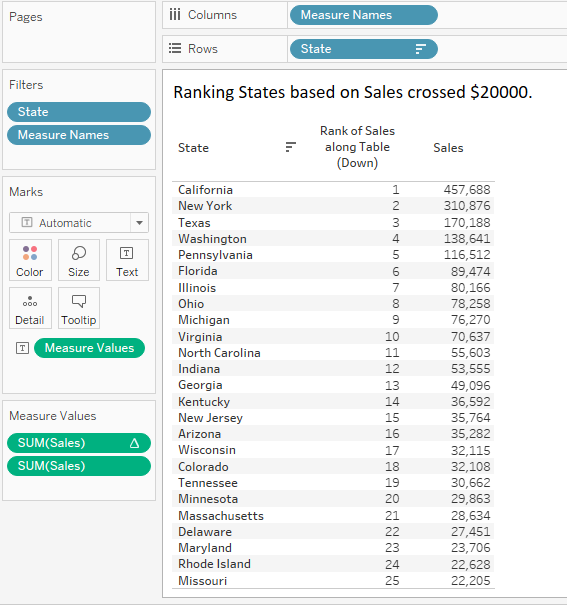 Pages
Columns
Measure Names
Rows
State
Filters
State
Measure Names
Marks
Automatic
Color
Size
Text
Detail
Tooltip
Measure Values
Measure Values
SUM(Sales)
SUM(Sales)
Ranking States based on Sales crossed $20000.
State
Rank of Sales
along Table
(Down)
Sales
California 1 457,688
New York 2 310,876
Texas 3 170,188
Washington 4 138,641
Pennsylvania 5 116,512
Florida 6 89,474
Illinois 7 80,166
Ohio 8 78,258
Michigan 9 76,270
Virginia 10 70,637
North Carolina 11 55,603
Indiana 12 53,555
Georgia 13 49,096
Kentucky 14 36,592
New Jersey 15 35,764
Arizona 16 35,282
Wisconsin 17 32,115
Colorado 18 32,108
Tennessee 19 30,662
Minnesota 20 29,863
Massachusetts 21 28,634
Delaware 22 27,451
Maryland 23 23,706
Rhode Island 24 22,628
Missouri 25 22,205